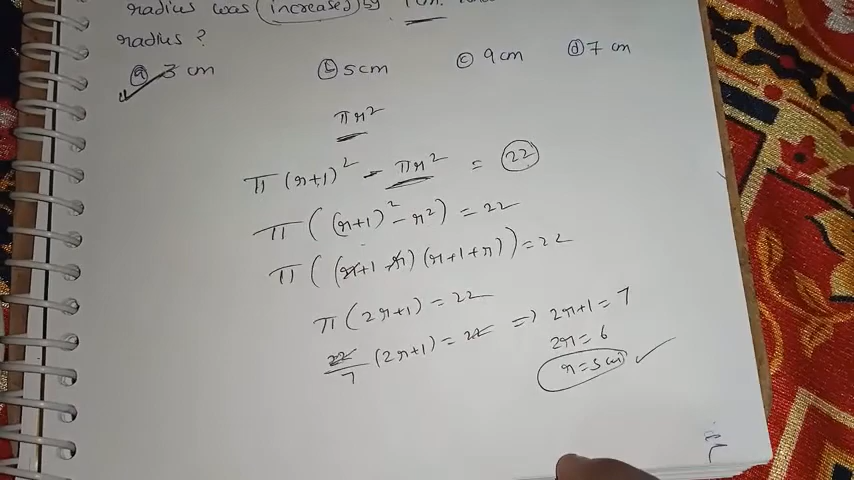 radius was increased by 1 cm.
radius ?
(a) 3 cm (b) 5cm (c) 9 cm (d) 7 cm
πr²
π (r+1)² - πr² = 22
π ((r+1)² - r²) = 22
π ((r+1-r) (r+1+r)) = 22
π (2r+1) = 22
22/7 (2r+1) = 22 => 2r+1 = 7
2r = 6
r = 3 cm